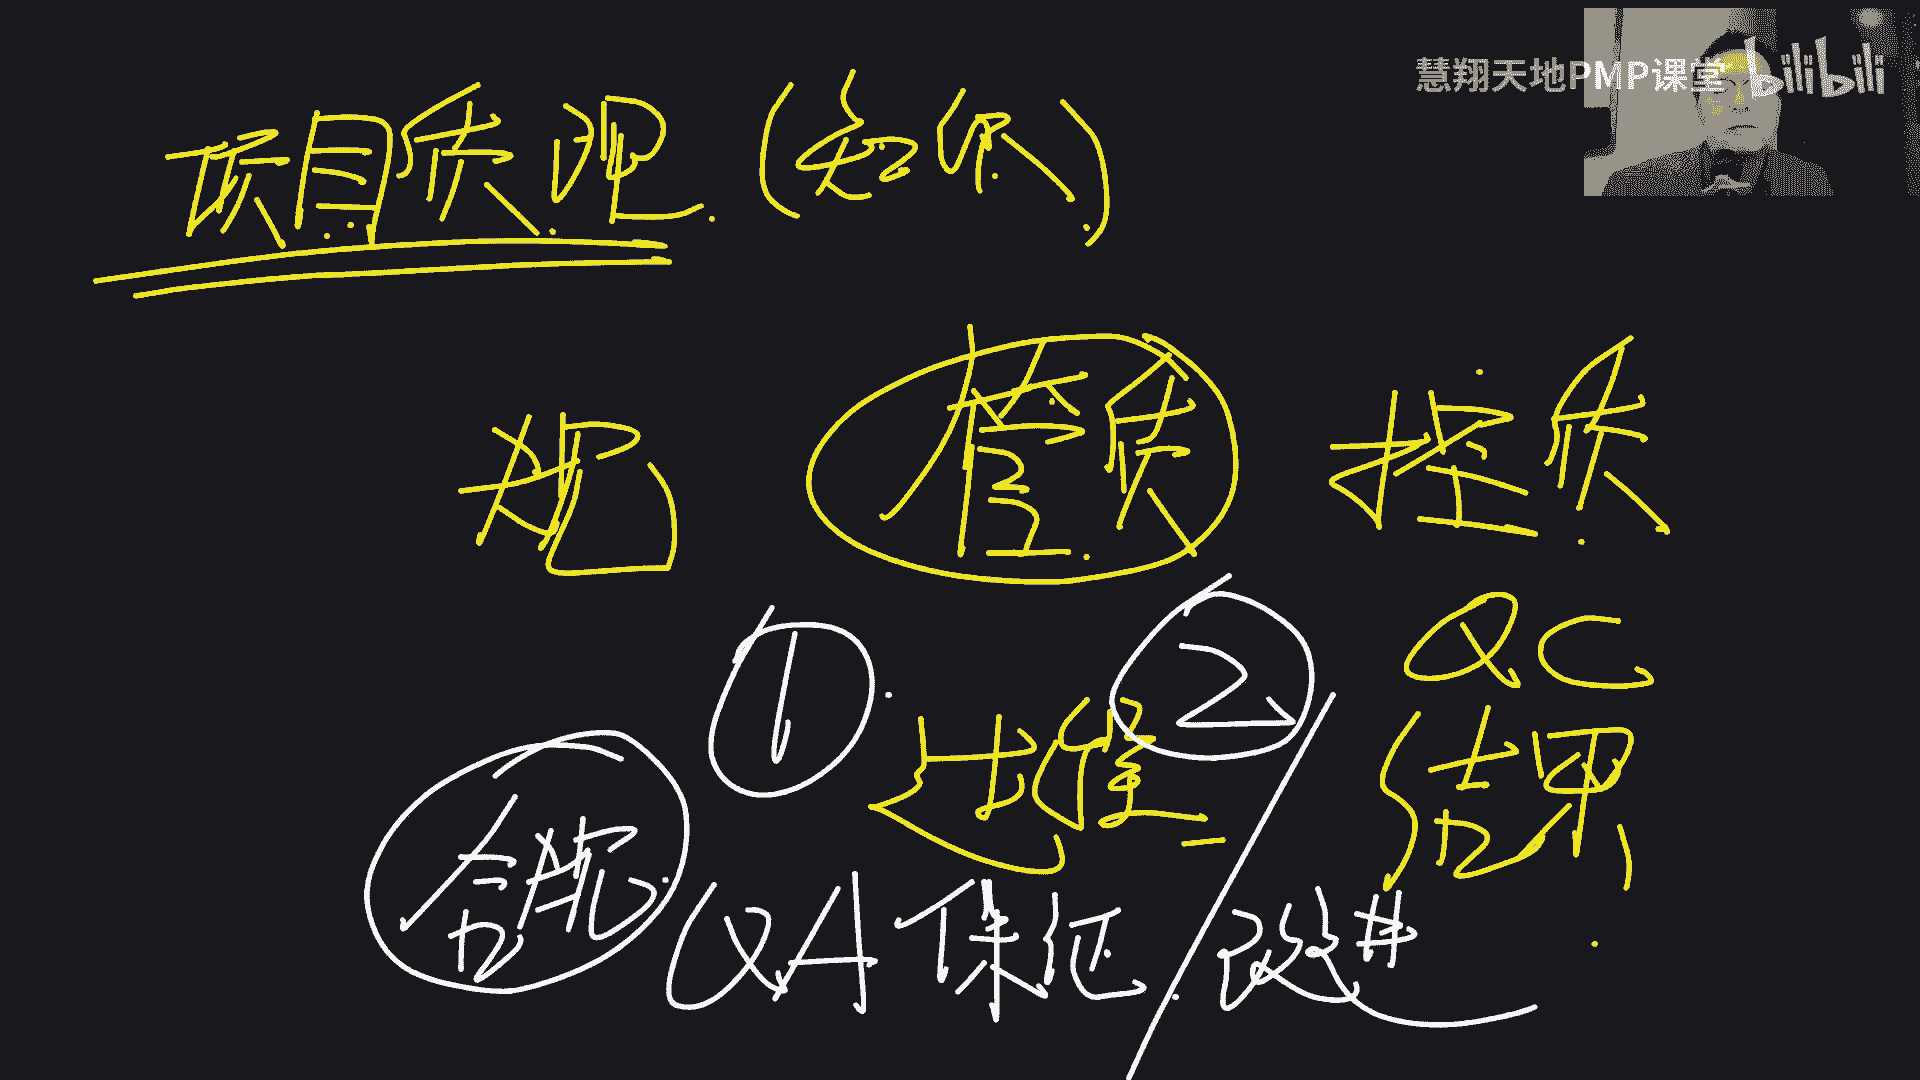 慧翔天地PMP课堂 bilibili
项目质理(知识)
规 管质 控质
① ② QC
过程 结果
合规 QA 保证/改进